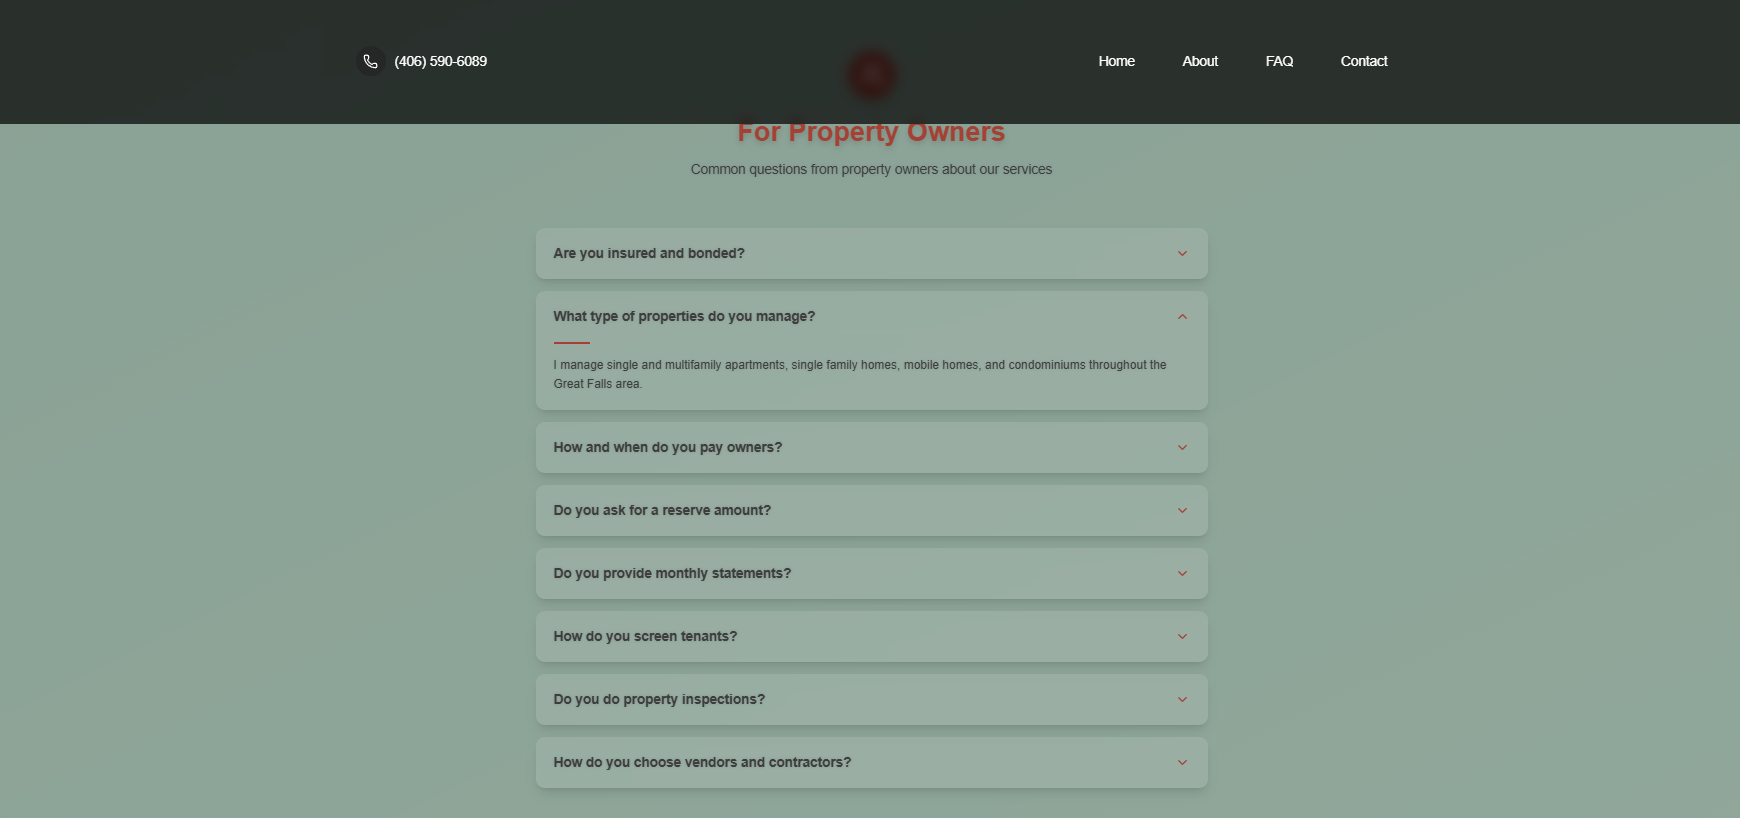 (406) 590-6089
Home
About
FAQ
Contact
For Property Owners
Common questions from property owners about our services
Are you insured and bonded?
What type of properties do you manage?
I manage single and multifamily apartments, single family homes, mobile homes, and condominiums throughout the
Great Falls area.
How and when do you pay owners?
Do you ask for a reserve amount?
Do you provide monthly statements?
How do you screen tenants?
Do you do property inspections?
How do you choose vendors and contractors?